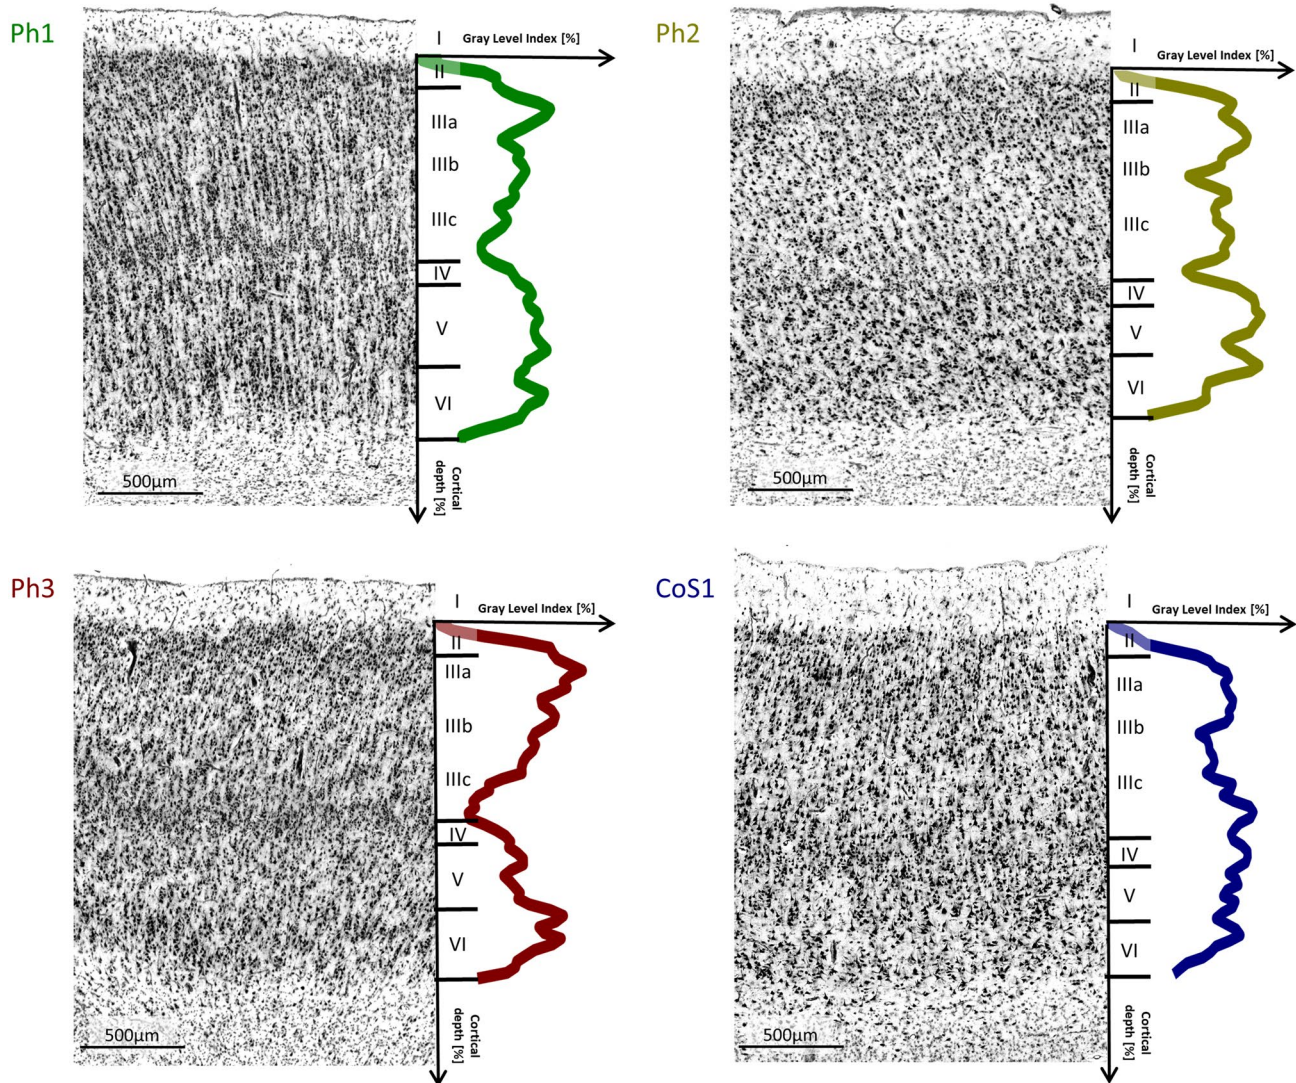 Ph1
I
Gray Level Index [%]
II
IIIa
IIIb
IIIc
IV
V
VI
Cortical
depth [%]
500µm
Ph2
I
Gray Level Index [%]
II
IIIa
IIIb
IIIc
IV
V
VI
Cortical
depth [%]
500µm
Ph3
I
Gray Level Index [%]
II
IIIa
IIIb
IIIc
IV
V
VI
Cortical
depth [%]
500µm
CoS1
I
Gray Level Index [%]
II
IIIa
IIIb
IIIc
IV
V
VI
Cortical
depth [%]
500µm